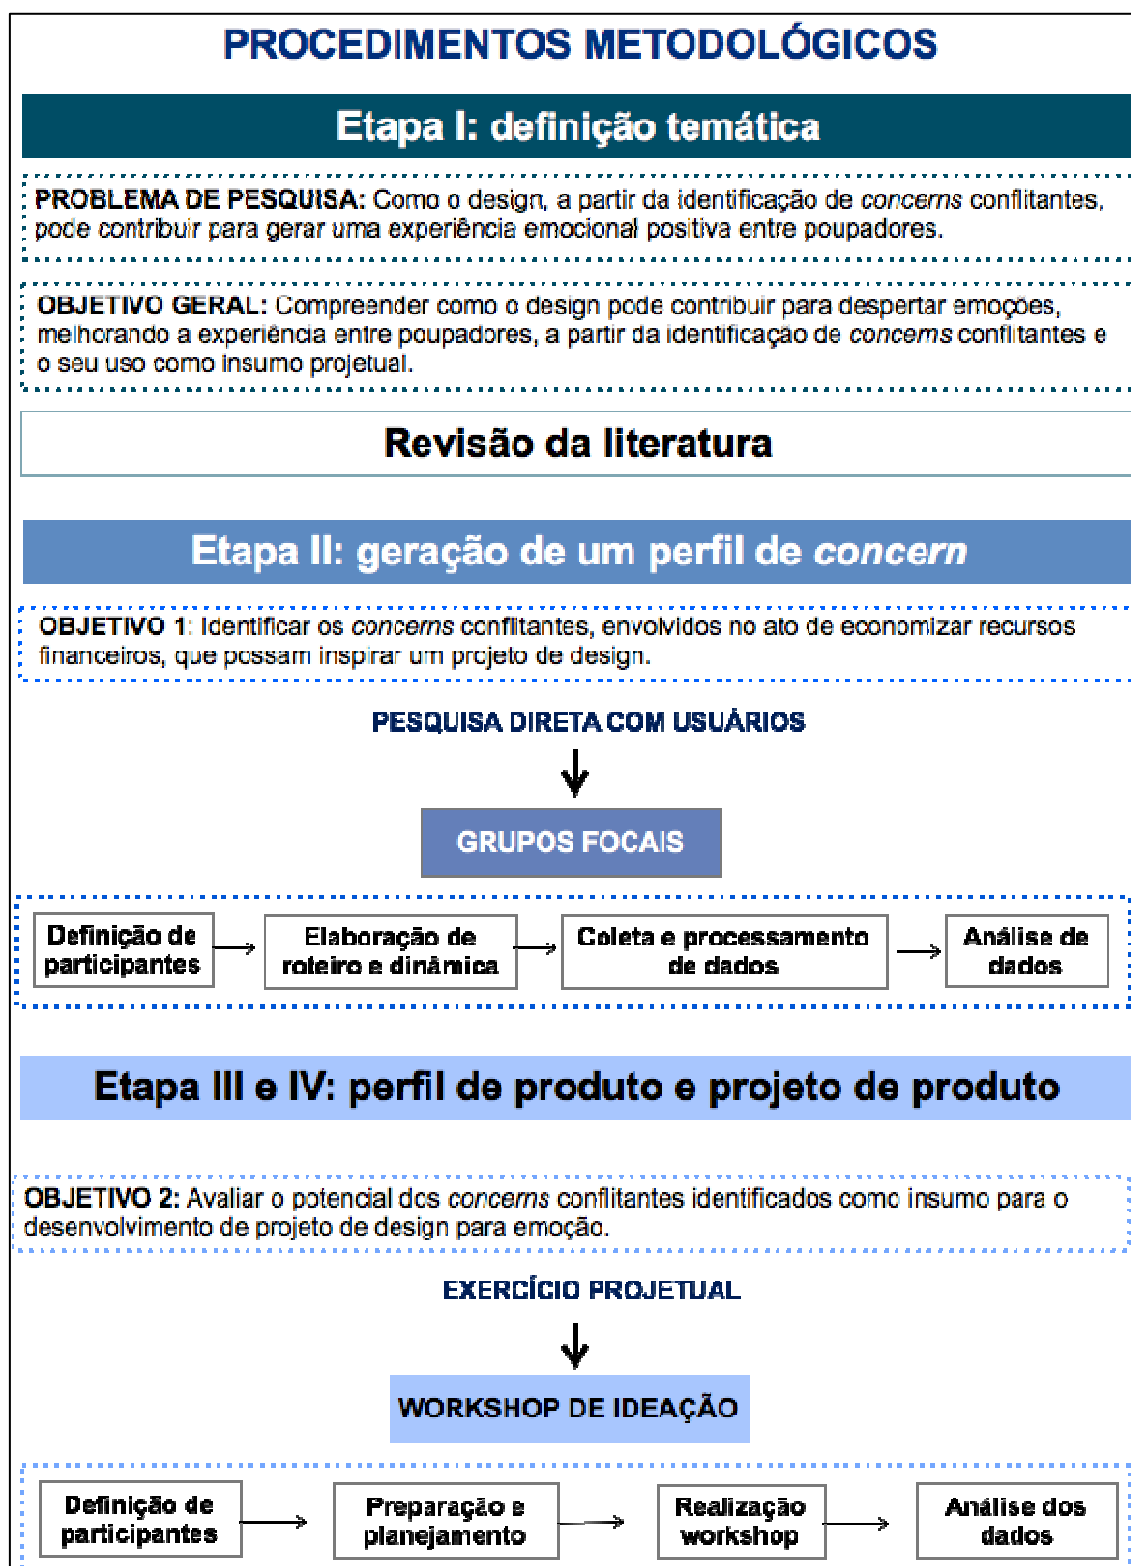 PROCEDIMENTOS METODOLÓGICOS
Etapa I: definição temática
PROBLEMA DE PESQUISA: Como o design, a partir da identificação de concerns conflitantes,
pode contribuir para gerar uma experiência emocional positiva entre poupadores.
OBJETIVO GERAL: Compreender como o design pode contribuir para despertar emoções,
melhorando a experiência entre poupadores, a partir da identificação de concerns conflitantes e
o seu uso como insumo projetual.
Revisão da literatura
Etapa II: geração de um perfil de concern
OBJETIVO 1: Identificar os concerns conflitantes, envolvidos no ato de economizar recursos
financeiros, que possam inspirar um projeto de design.
PESQUISA DIRETA COM USUÁRIOS
GRUPOS FOCAIS
Definição de
participantes
Elaboração de
roteiro e dinâmica
Coleta e processamento
de dados
Análise de
dados
Etapa III e IV: perfil de produto e projeto de produto
OBJETIVO 2: Avaliar o potencial dos concerns conflitantes identificados como insumo para o
desenvolvimento de projeto de design para emoção.
EXERCÍCIO PROJETUAL
WORKSHOP DE IDEAÇÃO
Definição de
participantes
Preparação e
planejamento
Realização
workshop
Análise dos
dados